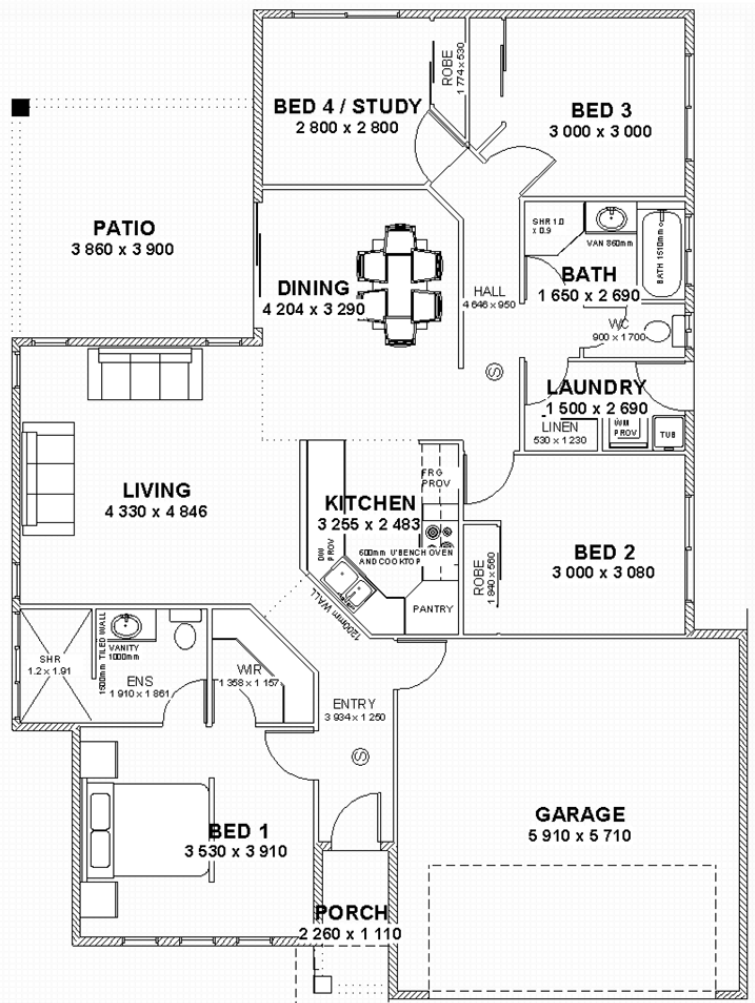 BED 4 / STUDY
2 800 x 2 800
ROBE
1 774 x 530
BED 3
3 000 x 3 000
PATIO
3 860 x 3 900
DINING
4 204 x 3 290
HALL
4 646 x 950
SHR 1.0
x 0.9
VAN 860mm
BATH 1510mm
BATH
1 650 x 2 690
WC
900 x 1 700
S
LAUNDRY
1 500 x 2 690
LINEN
530 x 1 230
WM
PROV
TUB
LIVING
4 330 x 4 846
KITCHEN
3 255 x 2 483
FRG
PROV
DW
PROV
600mm U'BENCH OVEN
AND COOKTOP
PANTRY
1200mm WALL
ROBE
1 840 x 560
BED 2
3 000 x 3 080
SHR
1.2 x 1.91
1500mm TILED WALL
VANITY
1000mm
ENS
1 910 x 1 861
WIR
1 358 x 1 157
ENTRY
3 934 x 1 250
S
BED 1
3 530 x 3 910
GARAGE
5 910 x 5 710
PORCH
2 260 x 1 110